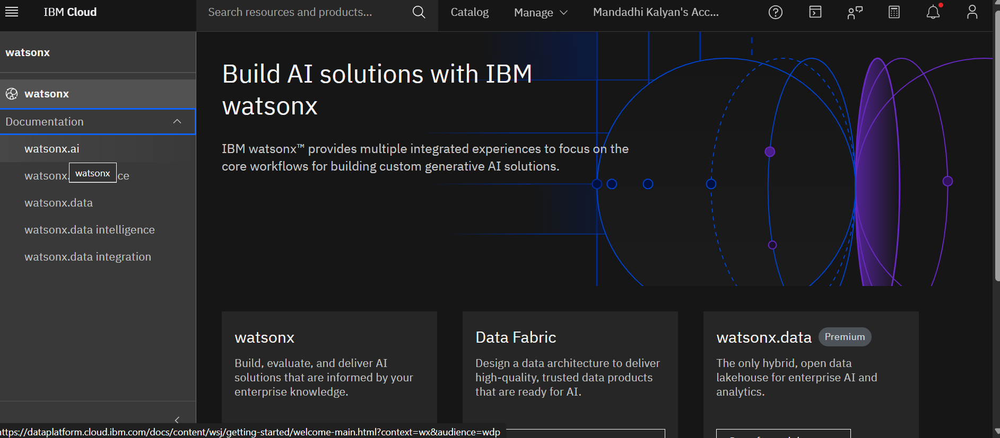 IBM Cloud
Search resources and products...
Catalog
Manage
Mandadhi Kalyan's Acc...
watsonx
watsonx
Documentation
watsonx.ai
watsonx
watsonx.
ce
watsonx.data
watsonx.data intelligence
watsonx.data integration
Build AI solutions with IBM
watsonx
IBM watsonx™ provides multiple integrated experiences to focus on the
core workflows for building custom generative AI solutions.
watsonx
Build, evaluate, and deliver AI
solutions that are informed by your
enterprise knowledge.
Data Fabric
Design a data architecture to deliver
high-quality, trusted data products
that are ready for AI.
watsonx.data Premium
The only hybrid, open data
lakehouse for enterprise AI and
analytics.
https://dataplatform.cloud.ibm.com/docs/content/wsj/getting-started/welcome-main.html?context=wx&audience=wdp